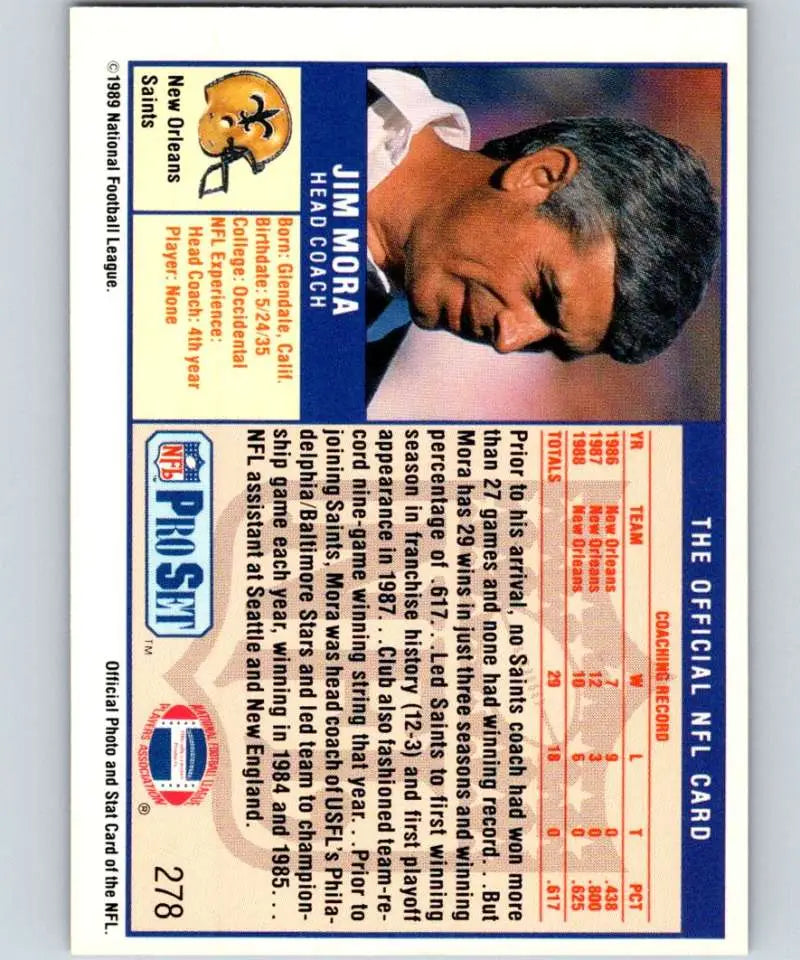 THE OFFICIAL NFL CARD
JIM MORA
HEAD COACH
New Orleans
Saints
Born: Glendale, Calif.
Birthdate: 5/24/35
College: Occidental
NFL Experience:
Head Coach: 4th year
Player: None
COACHING RECORD
YR TEAM W L T PCT
1986 New Orleans 7 9 0 .438
1987 New Orleans 12 3 0 .800
1988 New Orleans 10 6 0 .625
TOTALS 29 18 0 .617
Prior to his arrival, no Saints coach had won more
than 27 games and none had winning record. . .But
Mora has 29 wins in just three seasons and winning
percentage of .617. . .Led Saints to first winning
season in franchise history (12-3) and first playoff
appearance in 1987. . .Club also fashioned team-re-
cord nine-game winning string that year. . .Prior to
joining Saints, Mora was head coach of USFL's Phila-
delphia/Baltimore Stars and led team to champion-
ship game each year, winning in 1984 and 1985. . .
NFL assistant at Seattle and New England.
NFL PRO SET TM
NATIONAL FOOTBALL LEAGUE
PLAYERS ASSOCIATION ®
278
©1989 National Football League.
Official Photo and Stat Card of the NFL.